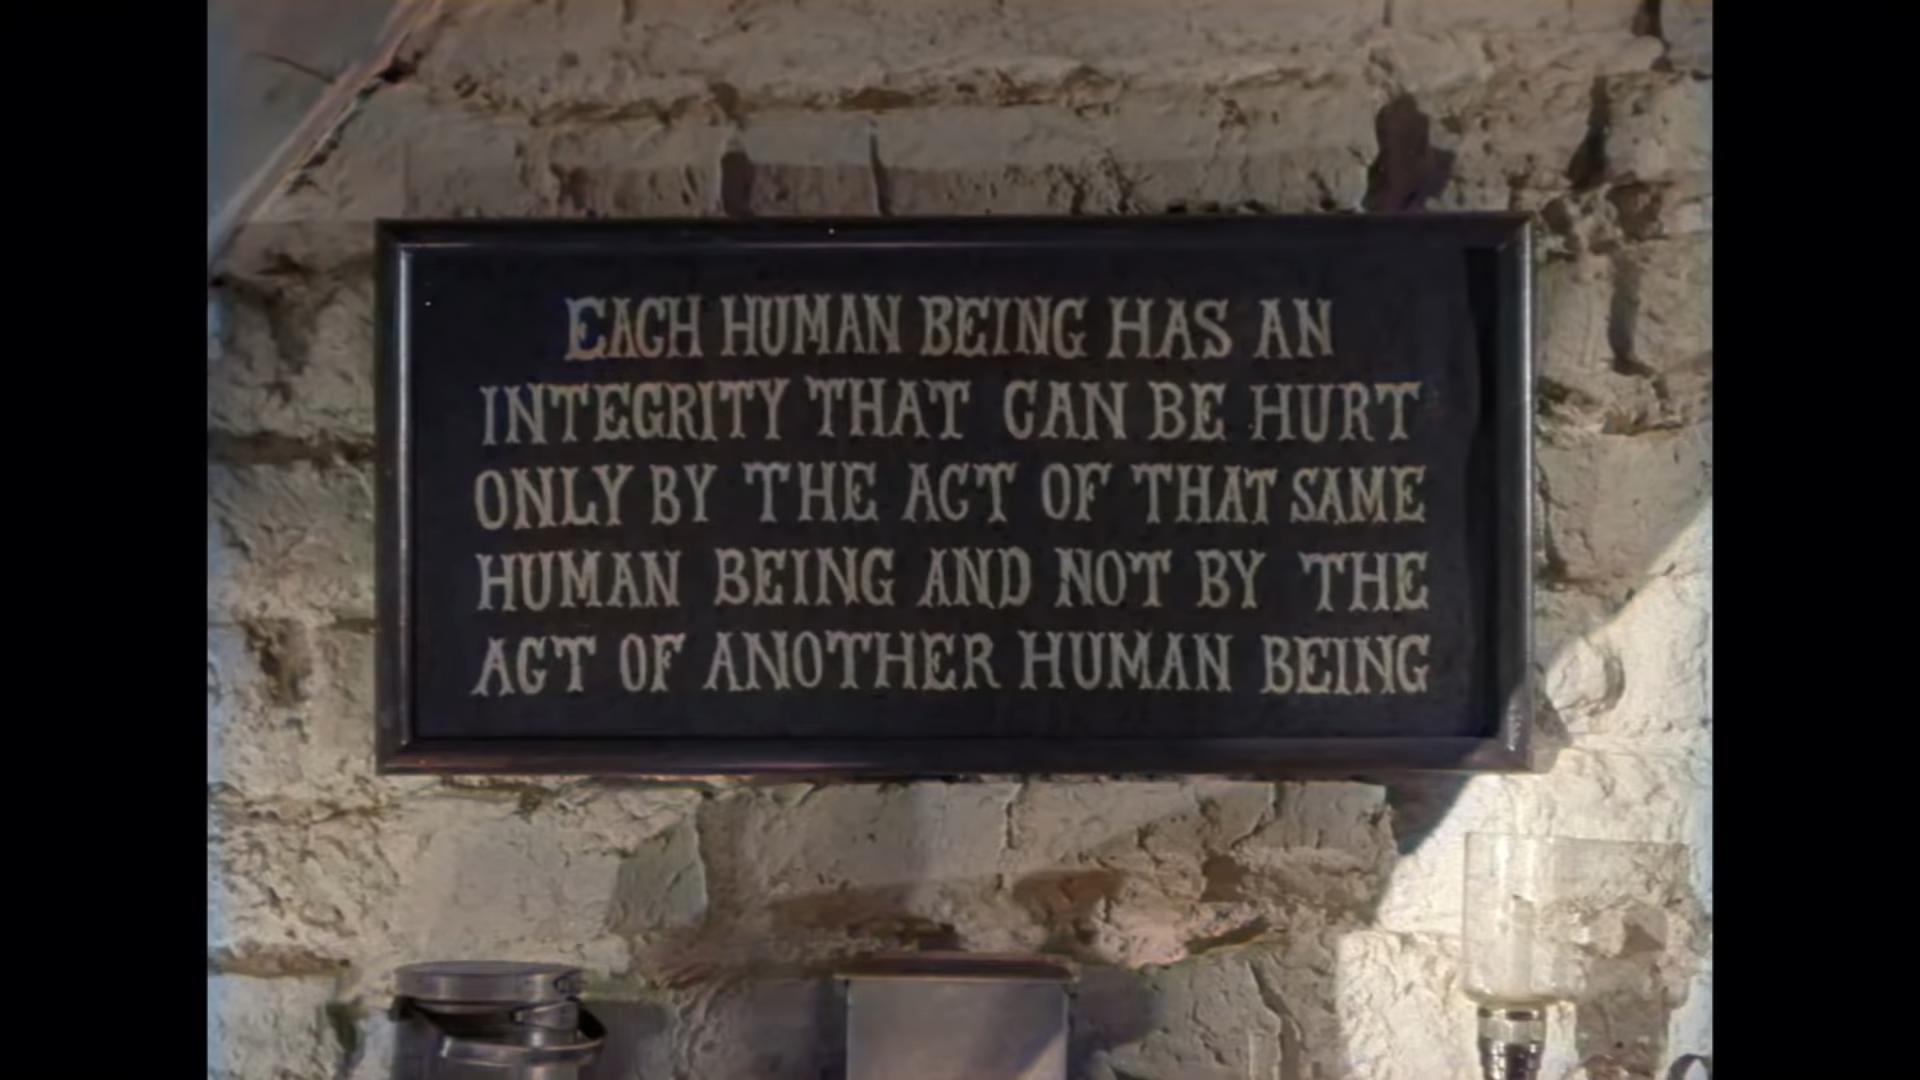 EACH HUMAN BEING HAS AN
INTEGRITY THAT CAN BE HURT
ONLY BY THE ACT OF THAT SAME
HUMAN BEING AND NOT BY THE
ACT OF ANOTHER HUMAN BEING